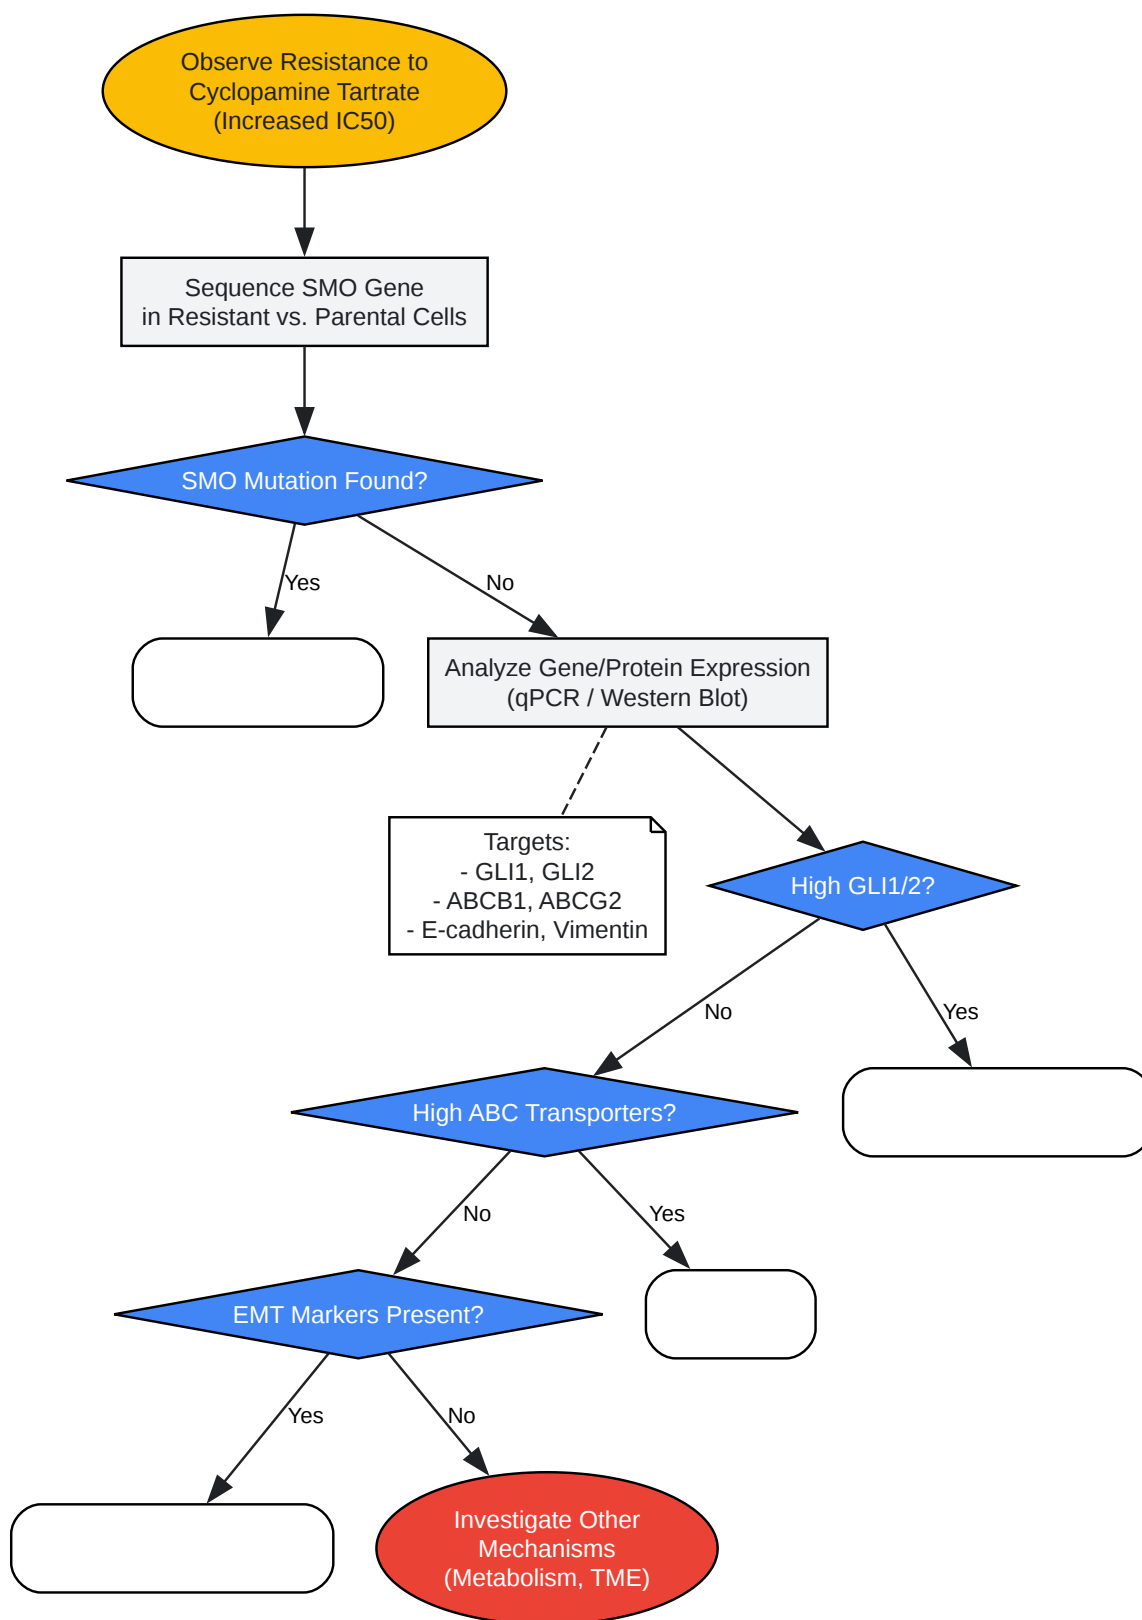 Observe Resistance to
Cyclopamine Tartrate
(Increased IC50)
Sequence SMO Gene
in Resistant vs. Parental Cells
SMO Mutation Found?
Yes
No
Analyze Gene/Protein Expression
(qPCR / Western Blot)
Targets:
- GLI1, GLI2
- ABCB1, ABCG2
- E-cadherin, Vimentin
High GLI1/2?
No
Yes
High ABC Transporters?
No
Yes
EMT Markers Present?
Yes
No
Investigate Other
Mechanisms
(Metabolism, TME)